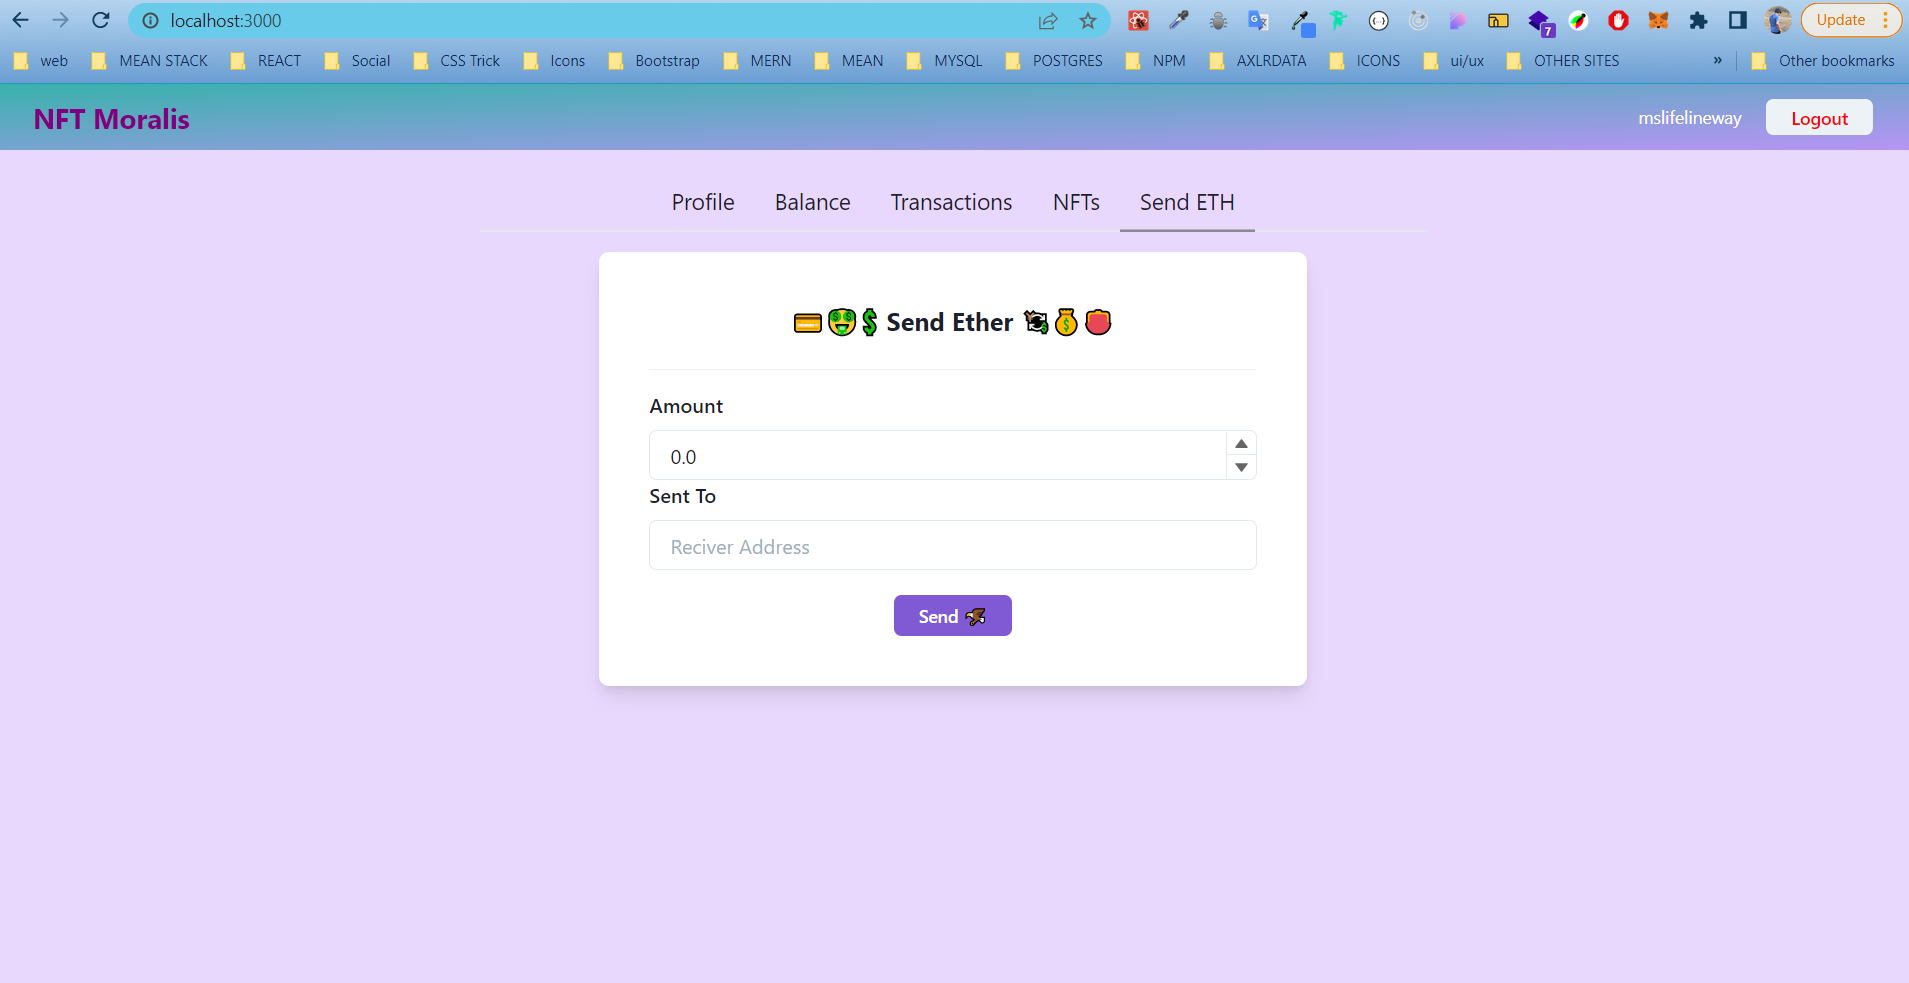 localhost:3000
Update
7
web MEAN STACK REACT Social CSS Trick Icons Bootstrap MERN MEAN MYSQL POSTGRES NPM AXLRDATA ICONS ui/ux OTHER SITES » Other bookmarks
NFT Moralis mslifelineway Logout
Profile Balance Transactions NFTs Send ETH
💳🤑💲 Send Ether 💸💰👛
Amount
0.0
Sent To
Reciver Address
Send 🦅